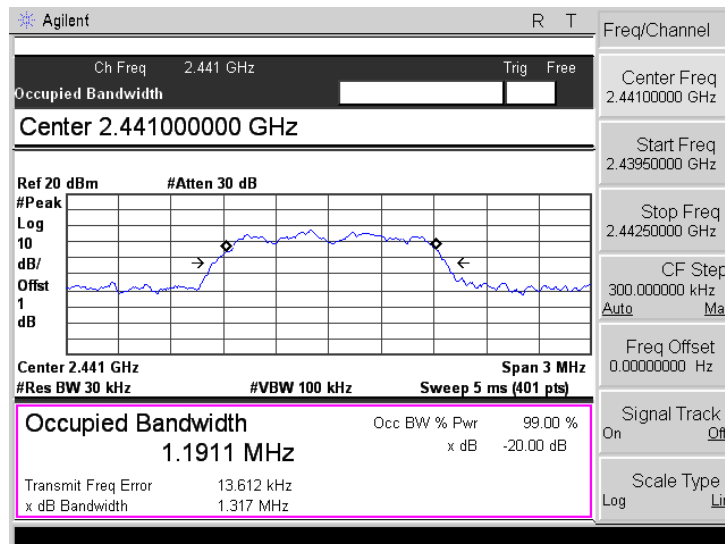 Agilent R T
Freq/Channel
Ch Freq 2.441 GHz Trig Free
Occupied Bandwidth
Center Freq
2.44100000 GHz
Center 2.441000000 GHz
Start Freq
2.43950000 GHz
Ref 20 dBm #Atten 30 dB
#Peak
Log
10
dB/
Offst
1
dB
Stop Freq
2.44250000 GHz
CF Step
300.000000 kHz
Auto Ma
Center 2.441 GHz Span 3 MHz
#Res BW 30 kHz #VBW 100 kHz Sweep 5 ms (401 pts)
Freq Offset
0.00000000 Hz
Occupied Bandwidth Occ BW % Pwr 99.00 %
1.1911 MHz x dB -20.00 dB
Signal Track
On Off
Transmit Freq Error 13.612 kHz
x dB Bandwidth 1.317 MHz
Scale Type
Log Lin